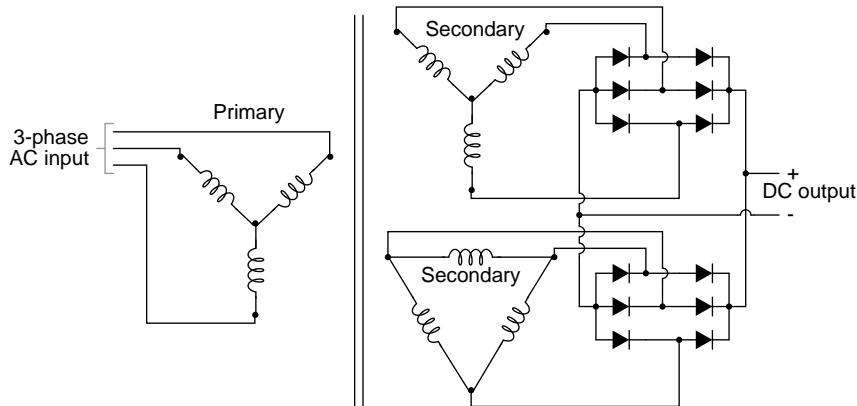 Secondary
Primary
3-phase
AC input
+
DC output
-
Secondary